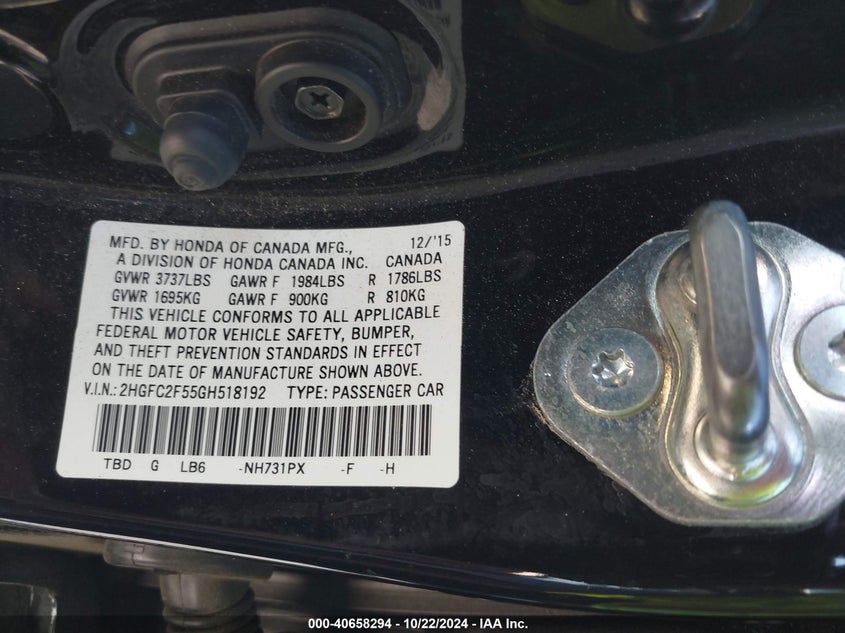 MFD. BY HONDA OF CANADA MFG., 12/'15
A DIVISION OF HONDA CANADA INC. CANADA
GVWR 3737LBS GAWR F 1984LBS R 1786LBS
GVWR 1695KG GAWR F 900KG R 810KG
THIS VEHICLE CONFORMS TO ALL APPLICABLE
FEDERAL MOTOR VEHICLE SAFETY, BUMPER,
AND THEFT PREVENTION STANDARDS IN EFFECT
ON THE DATE OF MANUFACTURE SHOWN ABOVE.
V.I.N.: 2HGFC2F55GH518192 TYPE: PASSENGER CAR
TBD G LB6 -NH731PX -F -H
000-40658294 - 10/22/2024 - IAA Inc.